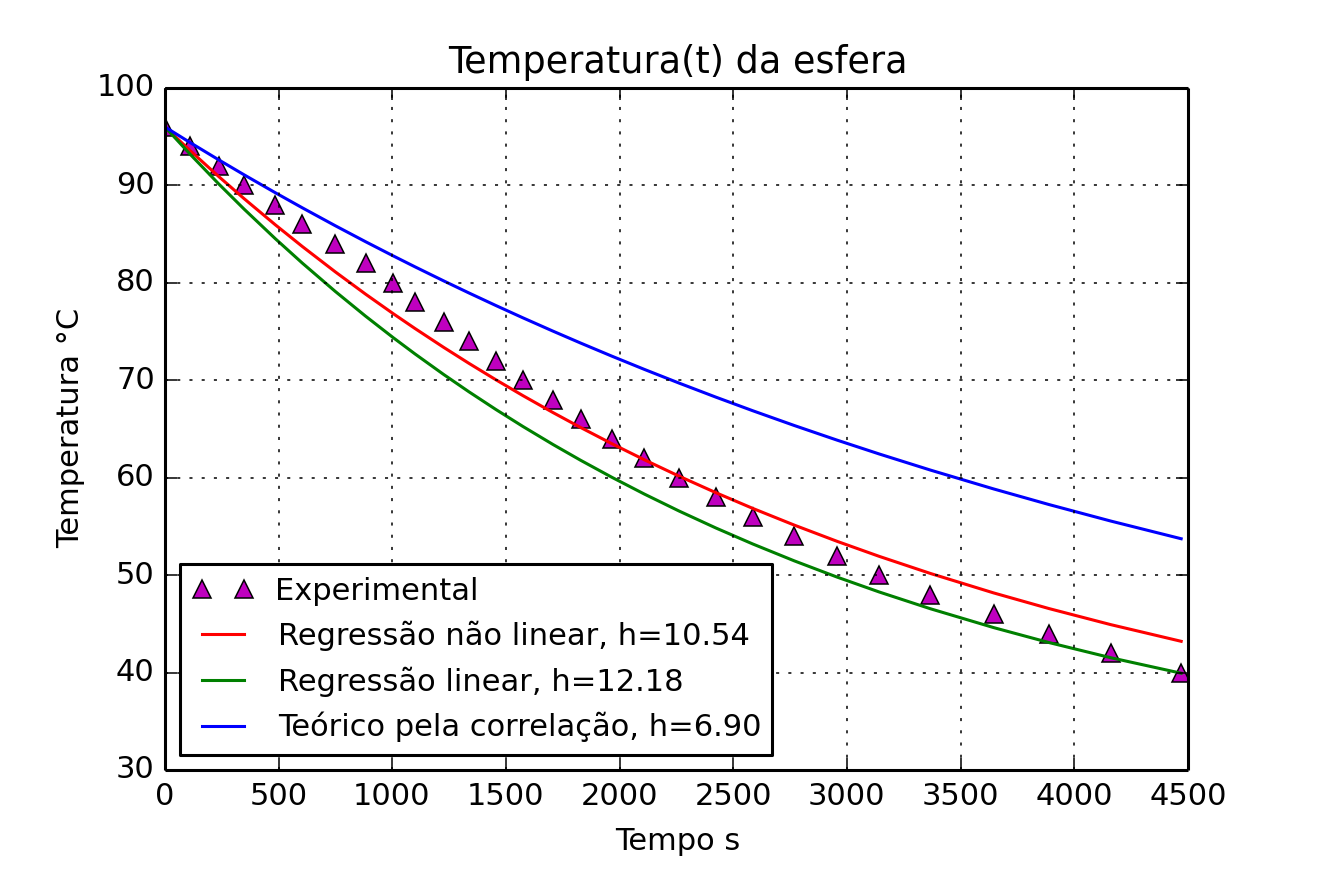 Temperatura(t) da esfera
100
90
80
70
60
50
40
30
Temperatura °C
Experimental
Regressão não linear, h=10.54
Regressão linear, h=12.18
Teórico pela correlação, h=6.90
0 500 1000 1500 2000 2500 3000 3500 4000 4500
Tempo s